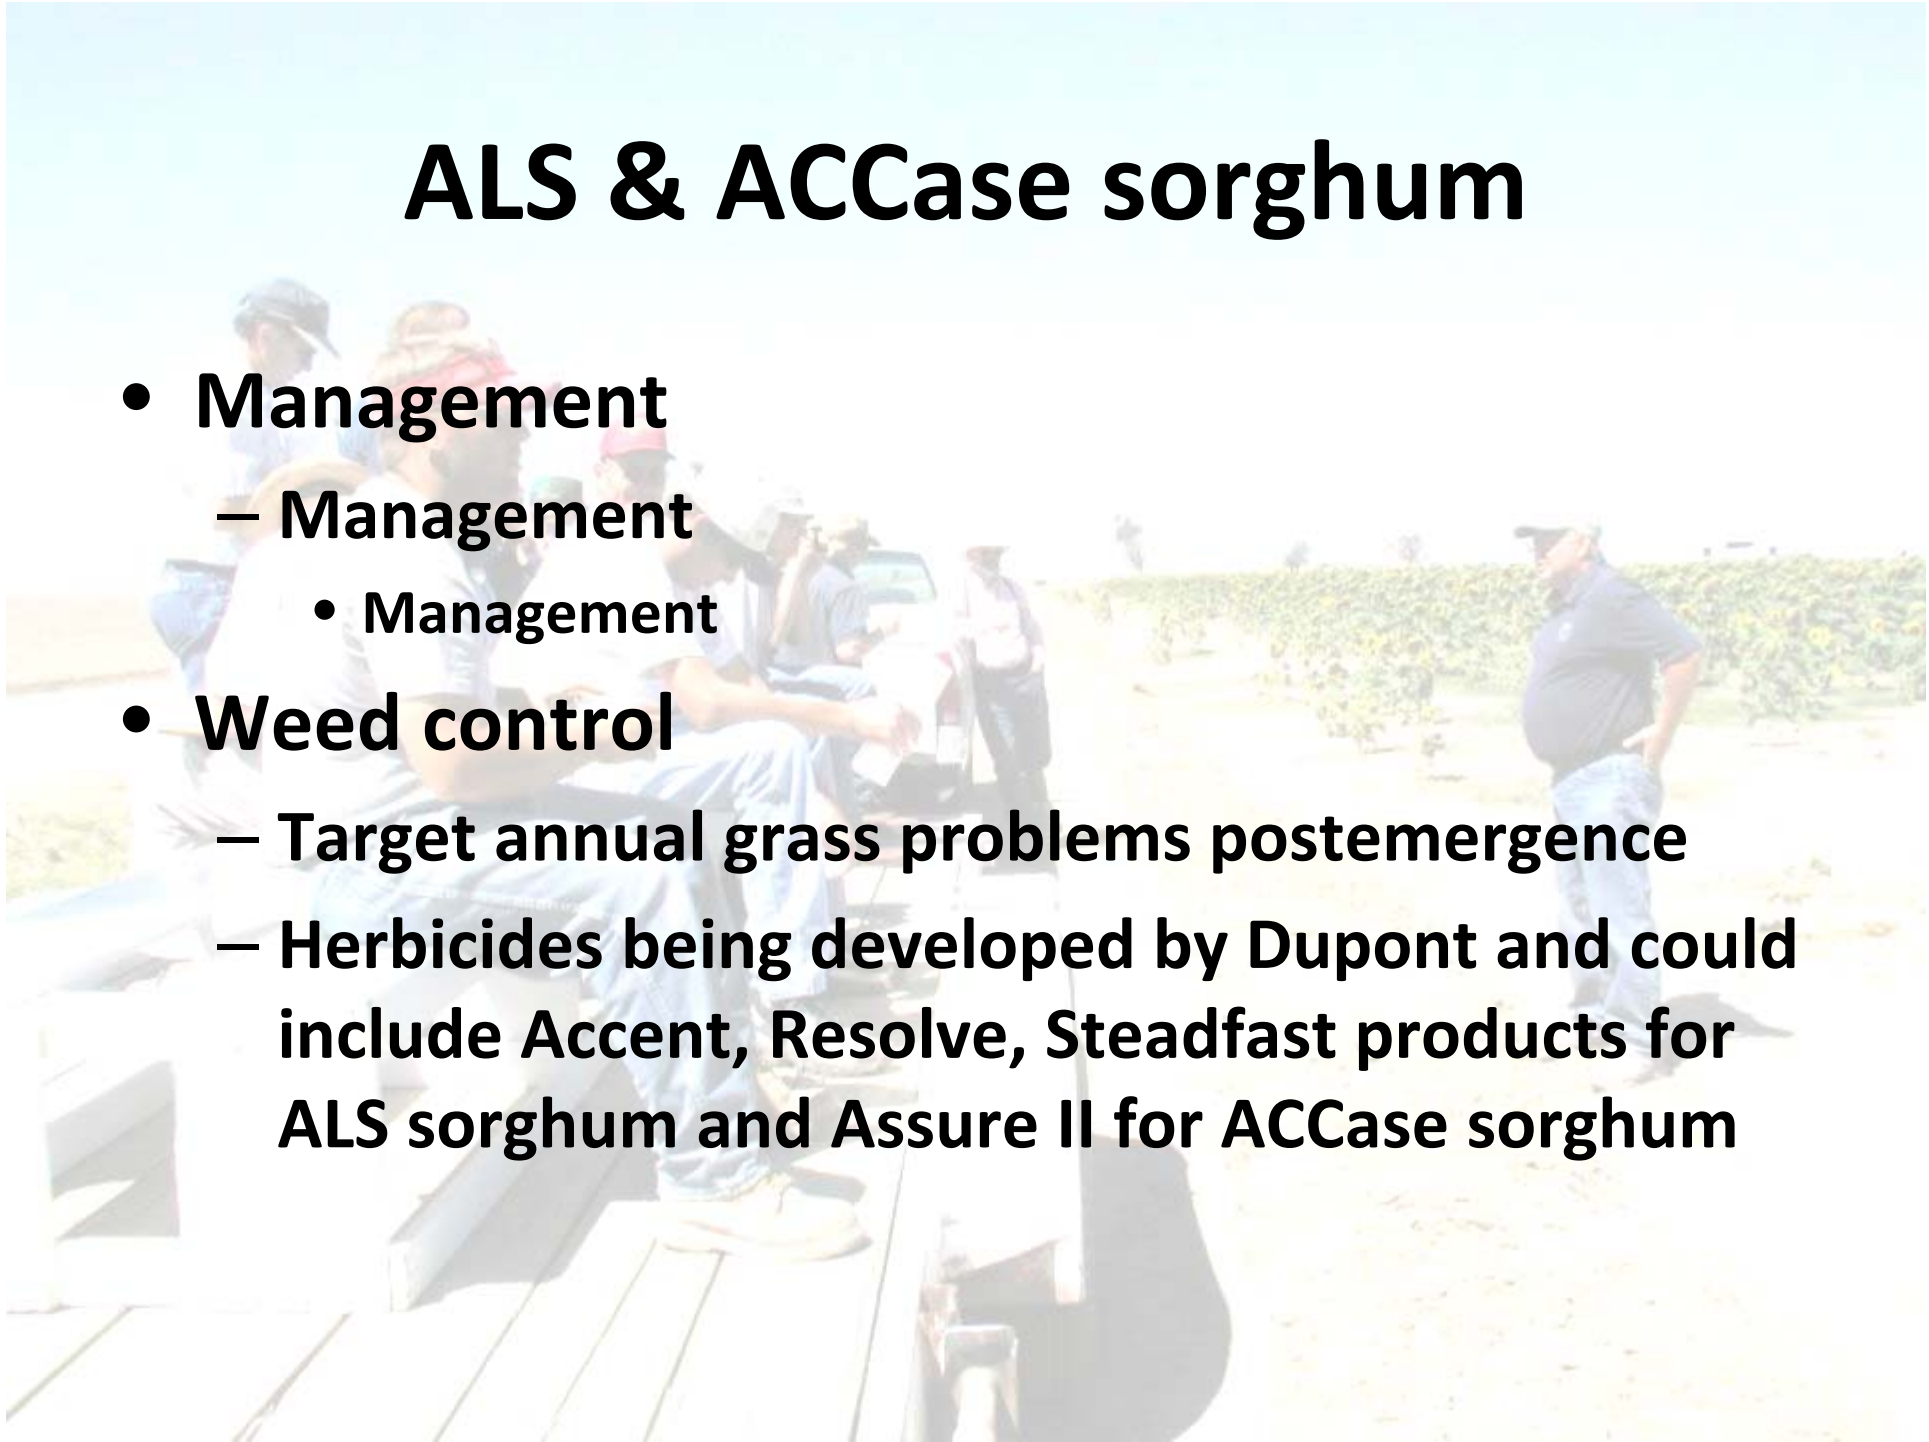 ALS & ACCase sorghum
• Management
– Management
• Management
• Weed control
– Target annual grass problems postemergence
– Herbicides being developed by Dupont and could
include Accent, Resolve, Steadfast products for
ALS sorghum and Assure II for ACCase sorghum